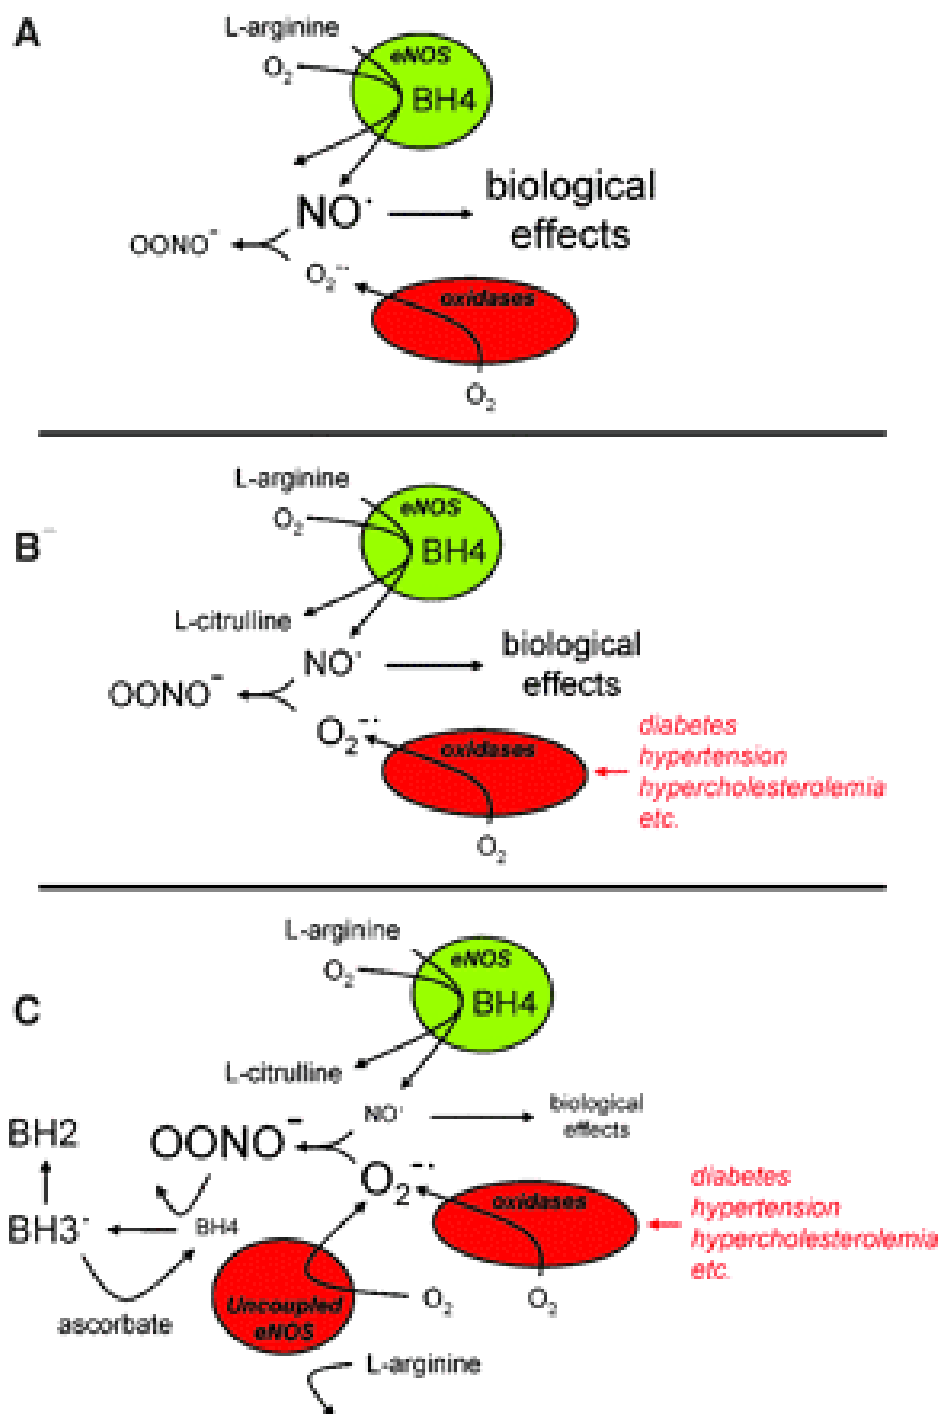 A
L-arginine
O2
eNOS
BH4
NO·
biological
effects
OONO-
O2-·
oxidases
O2
B
L-arginine
O2
eNOS
BH4
L-citrulline
NO·
biological
effects
OONO-
O2-·
oxidases
O2
diabetes
hypertension
hypercholesterolemia
etc.
C
L-arginine
O2
eNOS
BH4
L-citrulline
NO·
biological
effects
BH2
OONO-
O2-·
oxidases
diabetes
hypertension
hypercholesterolemia
etc.
BH3·
BH4
ascorbate
Uncoupled
eNOS
O2
O2
L-arginine